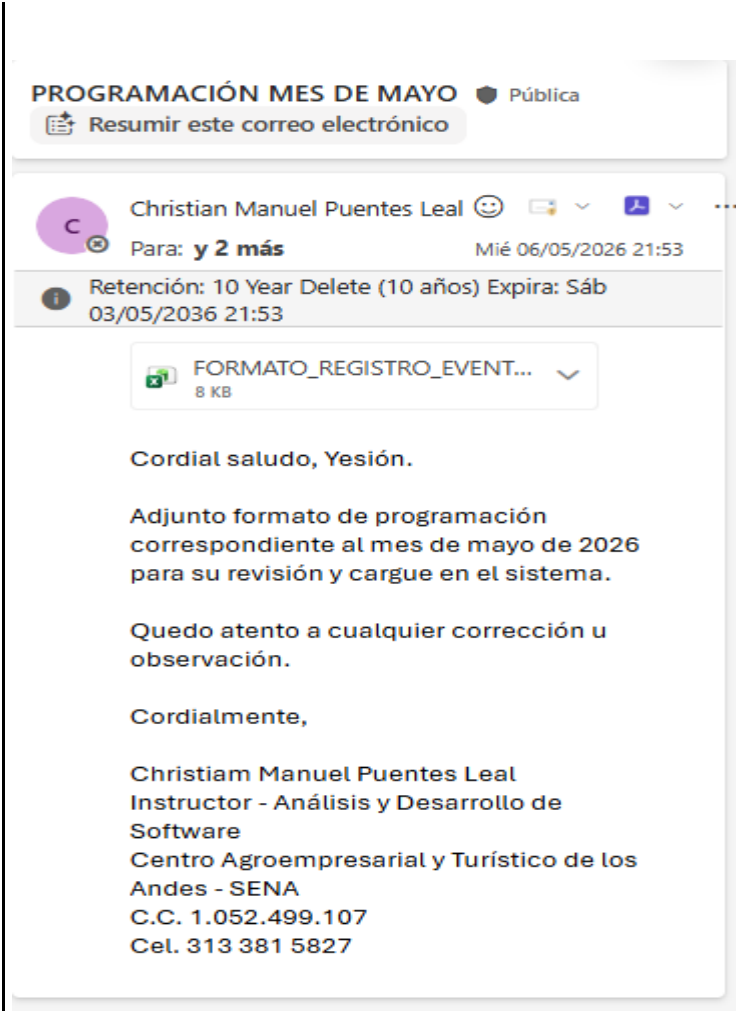 PROGRAMACIÓN MES DE MAYO Pública
Resumir este correo electrónico
C
Christian Manuel Puentes Leal
Para: y 2 más
Mié 06/05/2026 21:53
Retención: 10 Year Delete (10 años) Expira: Sáb
03/05/2036 21:53
FORMATO_REGISTRO_EVENT...
8 KB
Cordial saludo, Yesión.
Adjunto formato de programación
correspondiente al mes de mayo de 2026
para su revisión y cargue en el sistema.
Quedo atento a cualquier corrección u
observación.
Cordialmente,
Christiam Manuel Puentes Leal
Instructor - Análisis y Desarrollo de
Software
Centro Agroempresarial y Turístico de los
Andes - SENA
C.C. 1.052.499.107
Cel. 313 381 5827